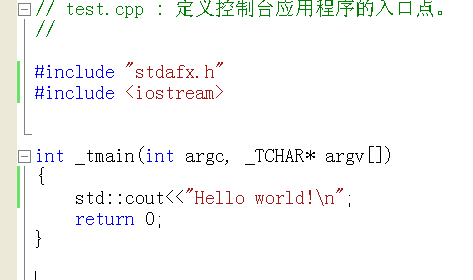 // test.cpp : 定义控制台应用程序的入口点。
//
#include "stdafx.h"
#include <iostream>
int _tmain(int argc, _TCHAR* argv[])
{
std::cout<<"Hello world!\n";
return 0;
}